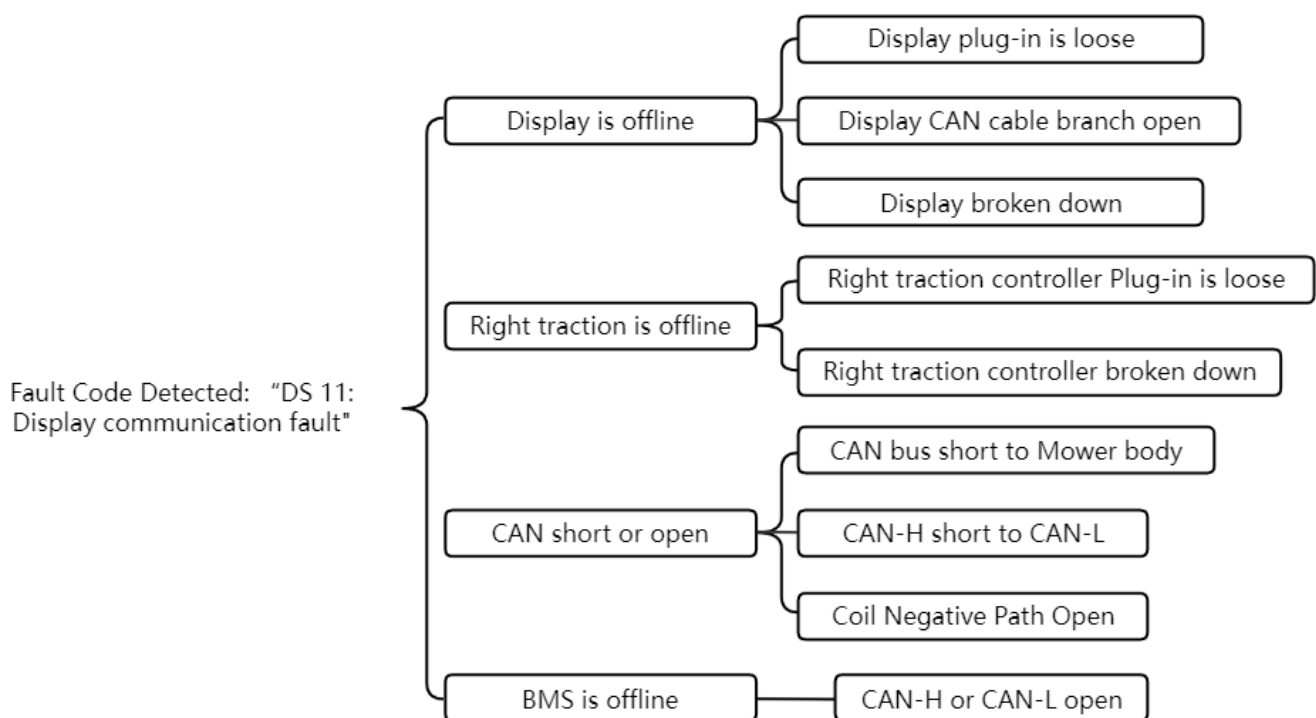 Fault Code Detected: “DS 11:
Display communication fault"
Display is offline
Display plug-in is loose
Display CAN cable branch open
Display broken down
Right traction is offline
Right traction controller Plug-in is loose
Right traction controller broken down
CAN short or open
CAN bus short to Mower body
CAN-H short to CAN-L
Coil Negative Path Open
BMS is offline
CAN-H or CAN-L open